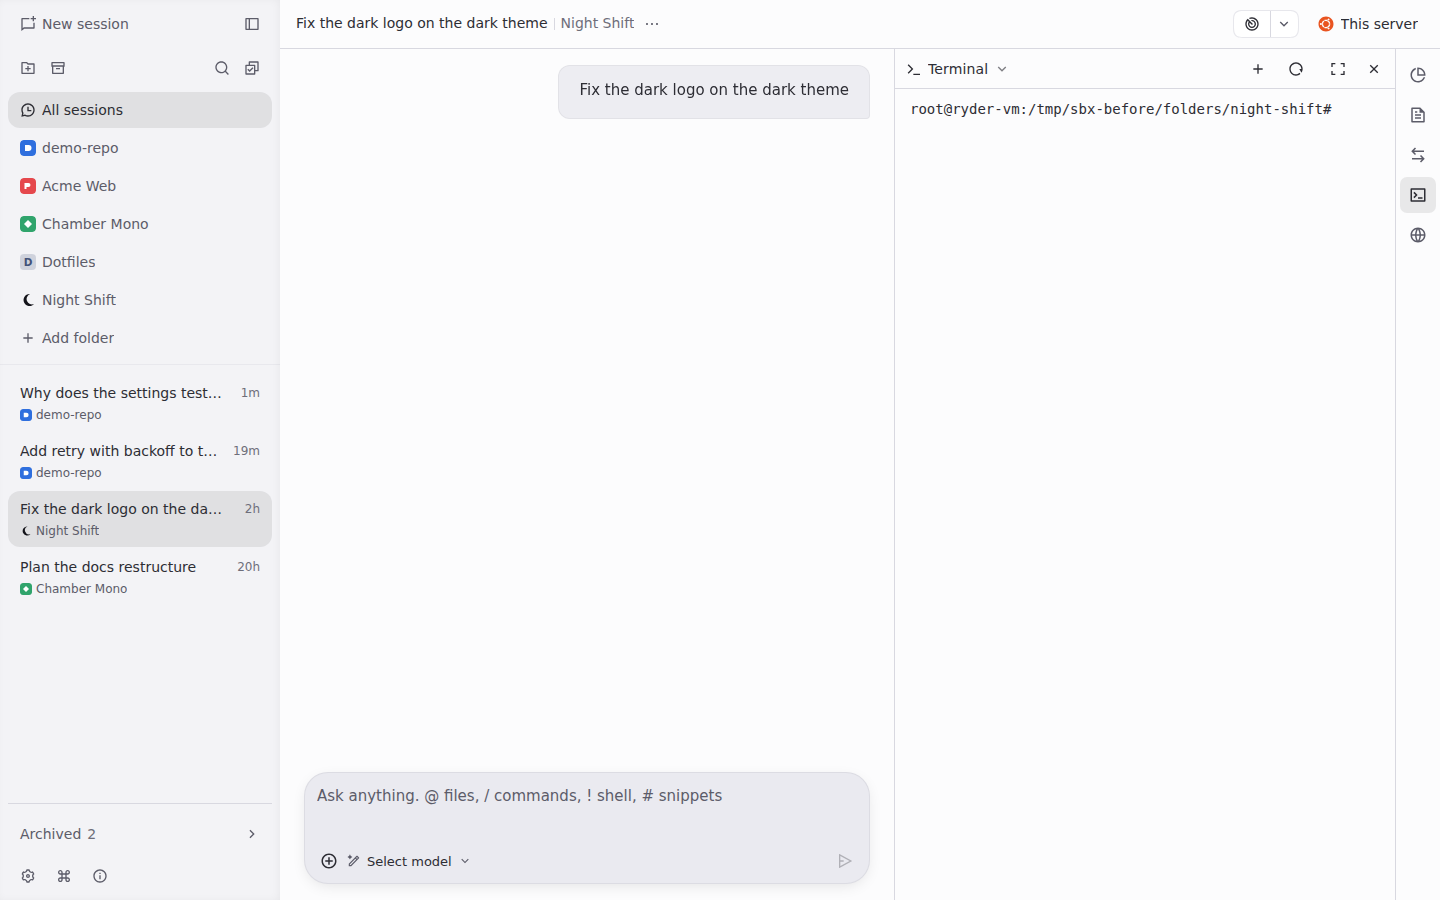 New session
All sessions
demo-repo
Acme Web
Chamber Mono
D Dotfiles
Night Shift
Add folder
Why does the settings test… 1m
demo-repo
Add retry with backoff to t… 19m
demo-repo
Fix the dark logo on the da… 2h
Night Shift
Plan the docs restructure 20h
Chamber Mono
Archived 2
Fix the dark logo on the dark theme Night Shift
This server
Fix the dark logo on the dark theme
Ask anything. @ files, / commands, ! shell, # snippets
Select model
Terminal
root@ryder-vm:/tmp/sbx-before/folders/night-shift#